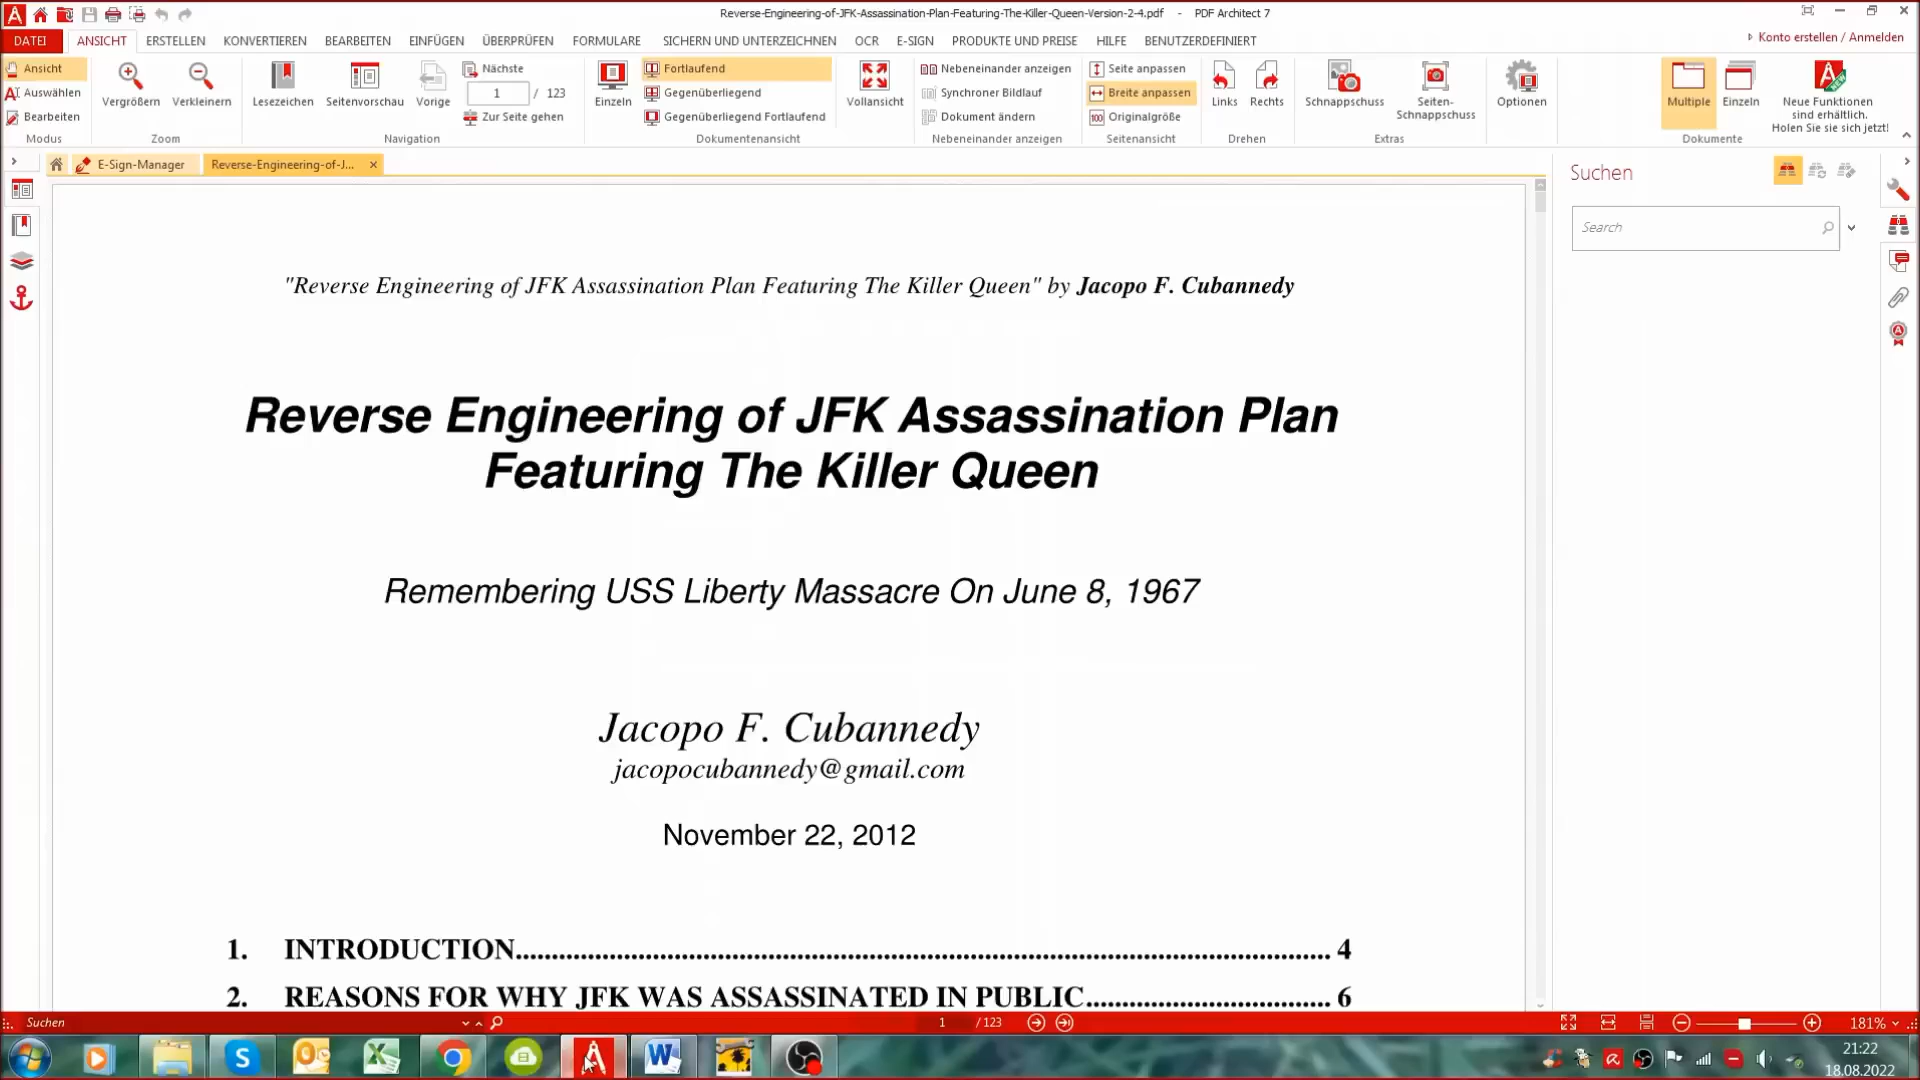 Reverse-Engineering-of-JFK-Assassination-Plan-Featuring-The-Killer-Queen-Version-2-4.pdf - PDF Architect 7
DATEI ANSICHT ERSTELLEN KONVERTIEREN BEARBEITEN EINFÜGEN ÜBERPRÜFEN FORMULARE SICHERN UND UNTERZEICHNEN OCR E-SIGN PRODUKTE UND PREISE HILFE BENUTZERDEFINIERT Konto erstellen / Anmelden
Ansicht
Auswählen
Bearbeiten
Modus
Vergrößern Verkleinern
Zoom
Lesezeichen Seitenvorschau Vorige
Nächste
1 / 123
Zur Seite gehen
Navigation
Einzeln
Fortlaufend
Gegenüberliegend
Gegenüberliegend Fortlaufend
Dokumentansicht
Vollansicht
Nebeneinander anzeigen
Synchroner Bildlauf
Dokument ändern
Nebeneinander anzeigen
Seite anpassen
Breite anpassen
100 Originalgröße
Seitenansicht
Links Rechts
Drehen
Schnappschuss
Seiten-
Schnappschuss
Extras
Optionen
Multiple Einzeln
Dokumente
Neue Funktionen
sind erhältlich.
Holen Sie sie sich jetzt!
E-Sign-Manager
Reverse-Engineering-of-J...
Suchen
Search
"Reverse Engineering of JFK Assassination Plan Featuring The Killer Queen" by Jacopo F. Cubannedy
Reverse Engineering of JFK Assassination Plan
Featuring The Killer Queen
Remembering USS Liberty Massacre On June 8, 1967
Jacopo F. Cubannedy
jacopocubannedy@gmail.com
November 22, 2012
1. INTRODUCTION........................................ 4
2. REASONS FOR WHY JFK WAS ASSASSINATED IN PUBLIC........................................ 6
Suchen
1 / 123
181%
21:22
18.08.2022